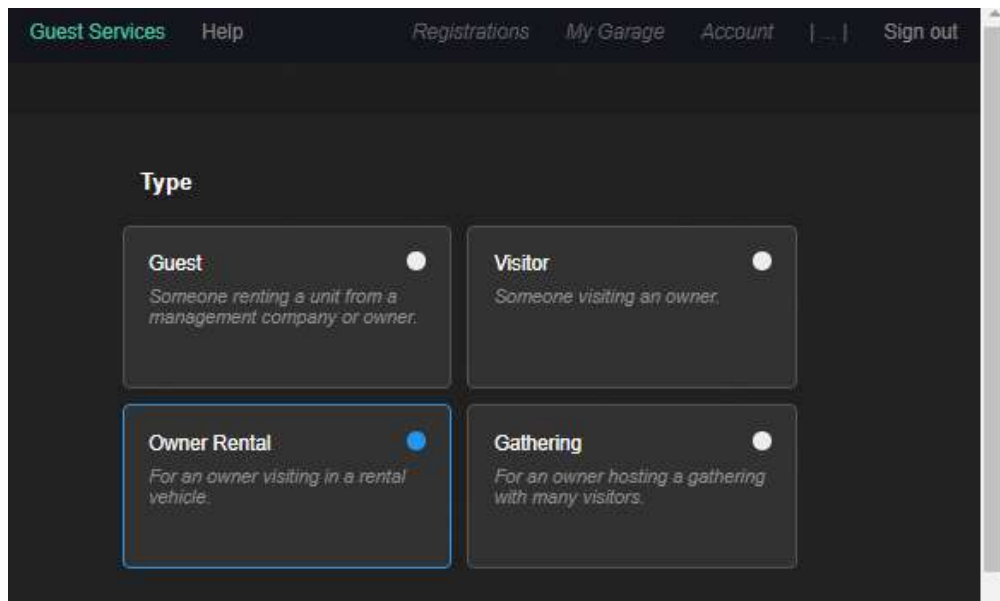 Guest Services Help Registrations My Garage Account | ... | Sign out
Type
Guest
Someone renting a unit from a
management company or owner.
Visitor
Someone visiting an owner.
Owner Rental
For an owner visiting in a rental
vehicle.
Gathering
For an owner hosting a gathering
with many visitors.